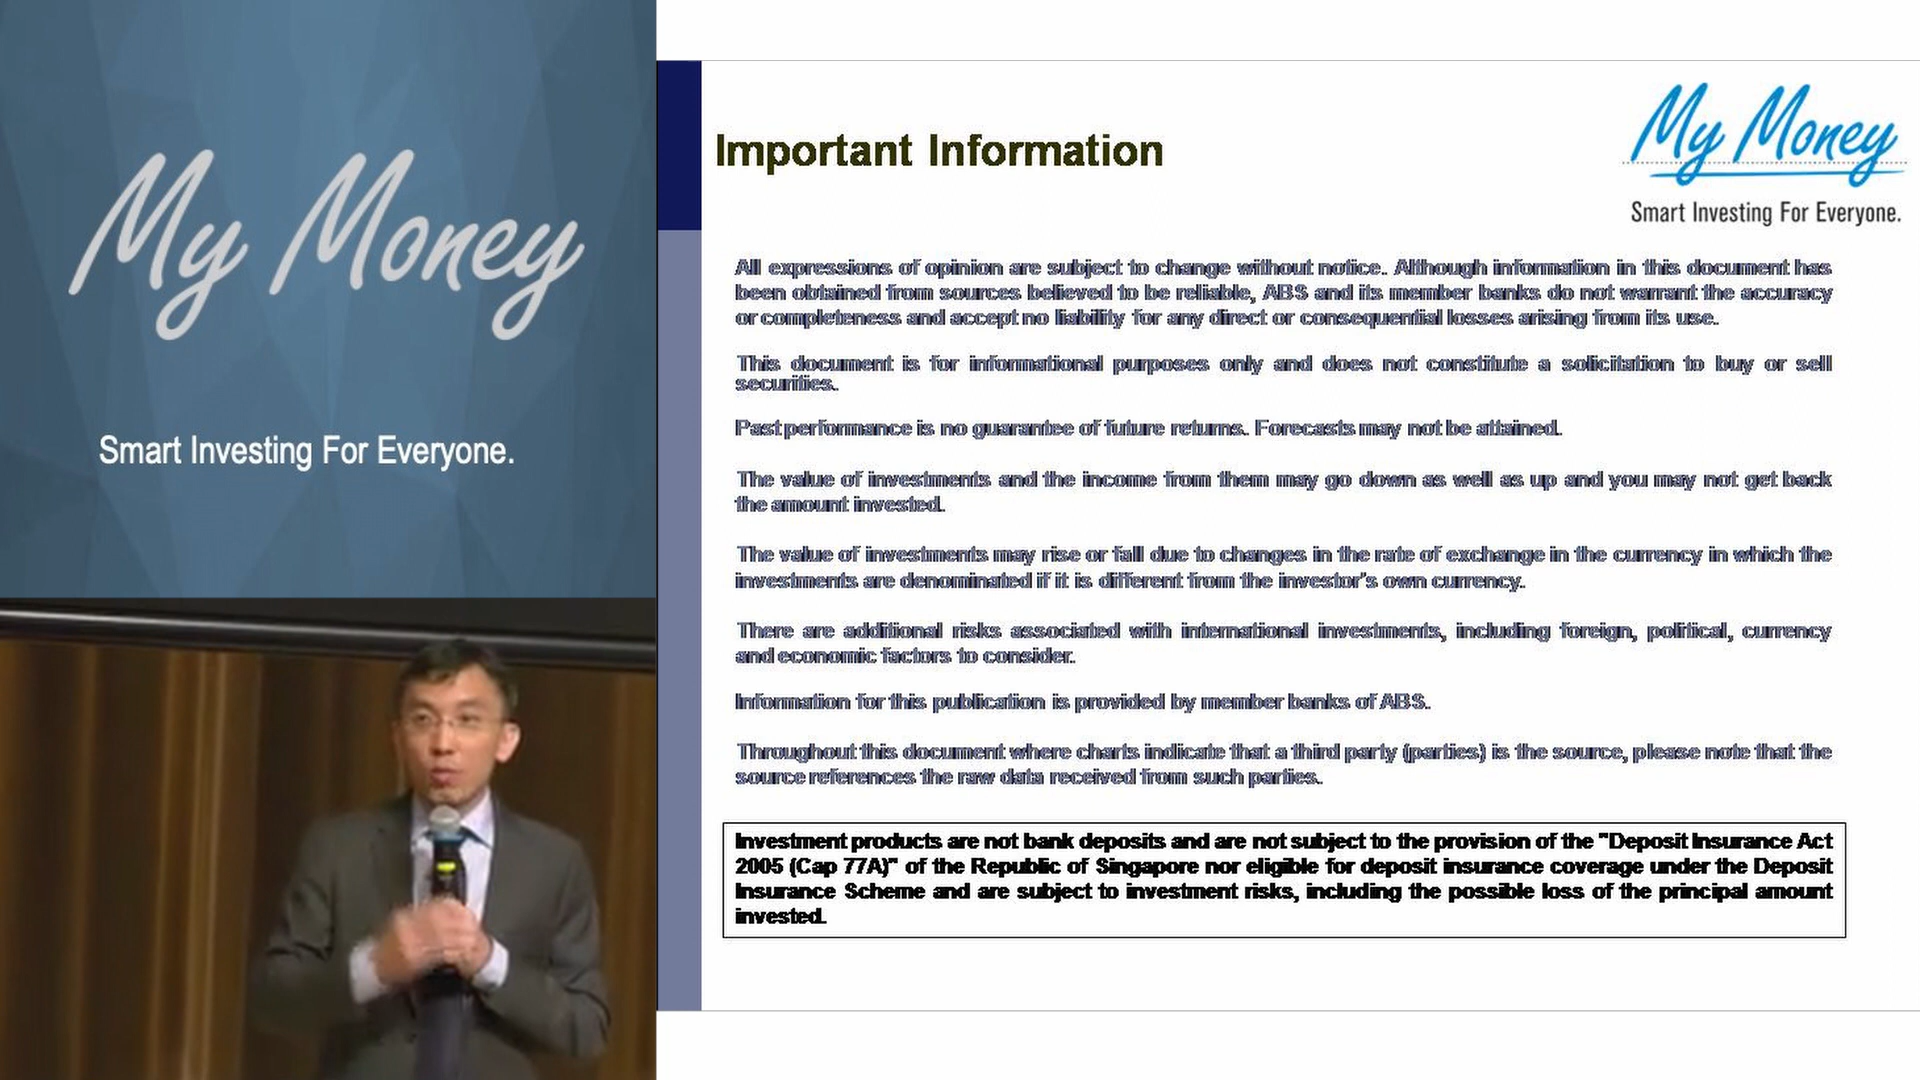 My Money
Smart Investing For Everyone.
Important Information
My Money
Smart Investing For Everyone.
All expressions of opinion are subject to change without notice. Although information in this document has
been obtained from sources believed to be reliable, ABS and its member banks do not warrant the accuracy
or completeness and accept no liability for any direct or consequential losses arising from its use.
This document is for informational purposes only and does not constitute a solicitation to buy or sell
securities.
Past performance is no guarantee of future returns. Forecasts may not be attained.
The value of investments and the income from them may go down as well as up and you may not get back
the amount invested.
The value of investments may rise or fall due to changes in the rate of exchange in the currency in which the
investments are denominated if it is different from the investor's own currency.
There are additional risks associated with international investments, including foreign, political, currency
and economic factors to consider.
Information for this publication is provided by member banks of ABS.
Throughout this document where charts indicate that a third party (parties) is the source, please note that the
source references the raw data received from such parties.
Investment products are not bank deposits and are not subject to the provision of the "Deposit Insurance Act
2005 (Cap 77A)" of the Republic of Singapore nor eligible for deposit insurance coverage under the Deposit
Insurance Scheme and are subject to investment risks, including the possible loss of the principal amount
invested.